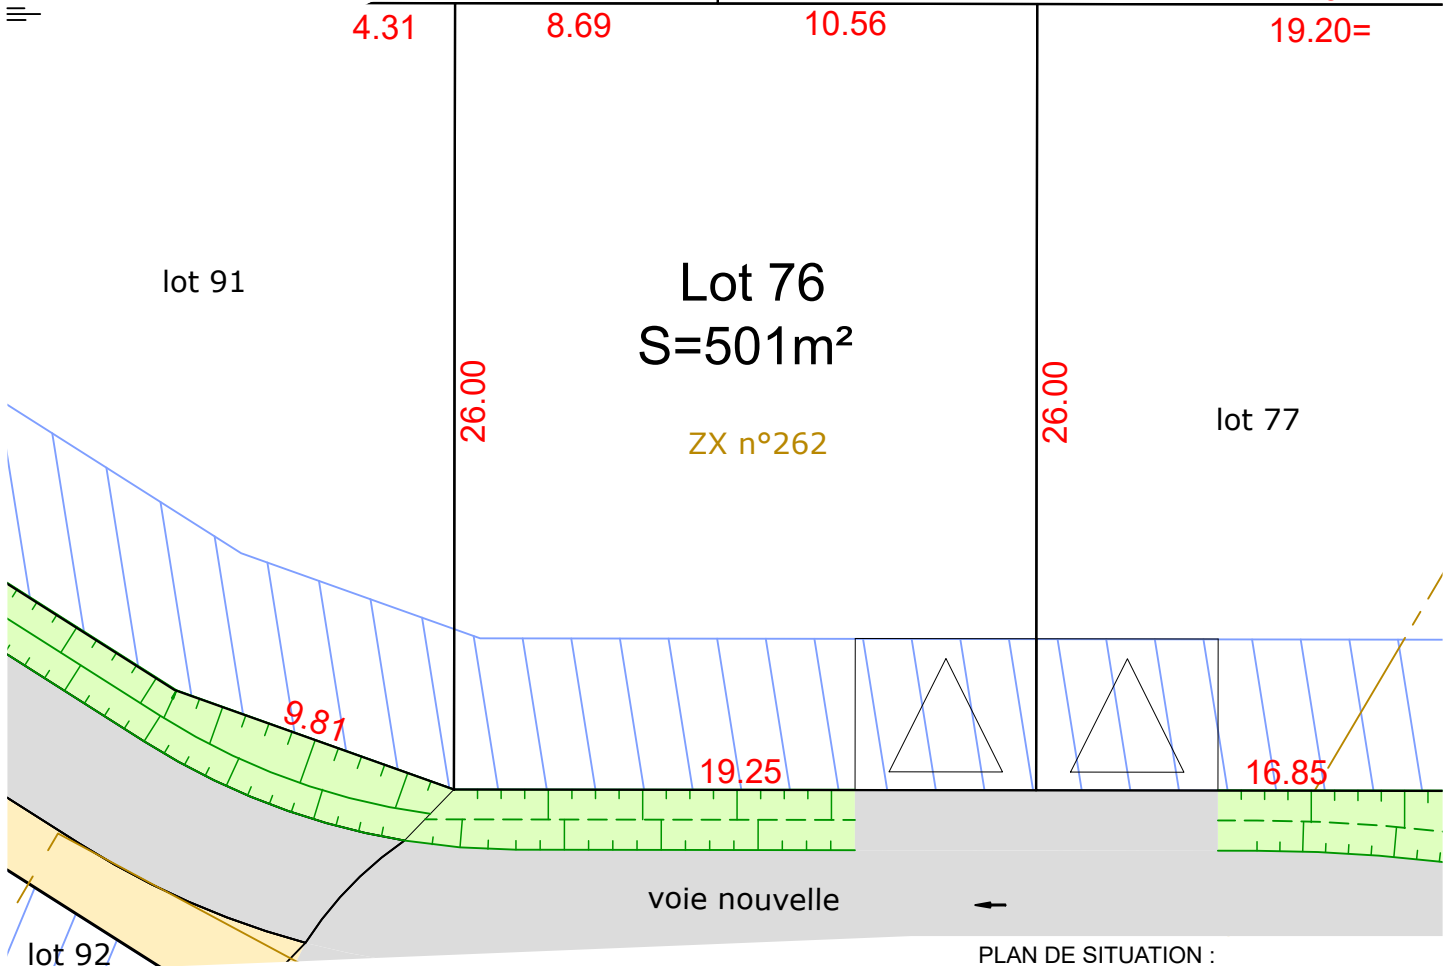 4.31 8.69 10.56 19.20=
lot 91
Lot 76
S=501m²
26.00
26.00
lot 77
ZX n°262
9.81
19.25
16.85
voie nouvelle
lot 92
PLAN DE SITUATION :